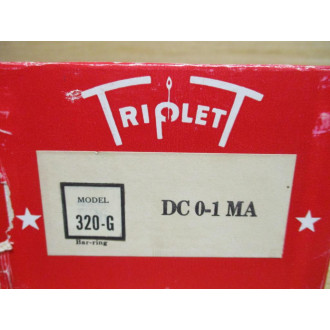 TRIPLETT
MODEL
320-G
Bar-ring
DC 0-1 MA